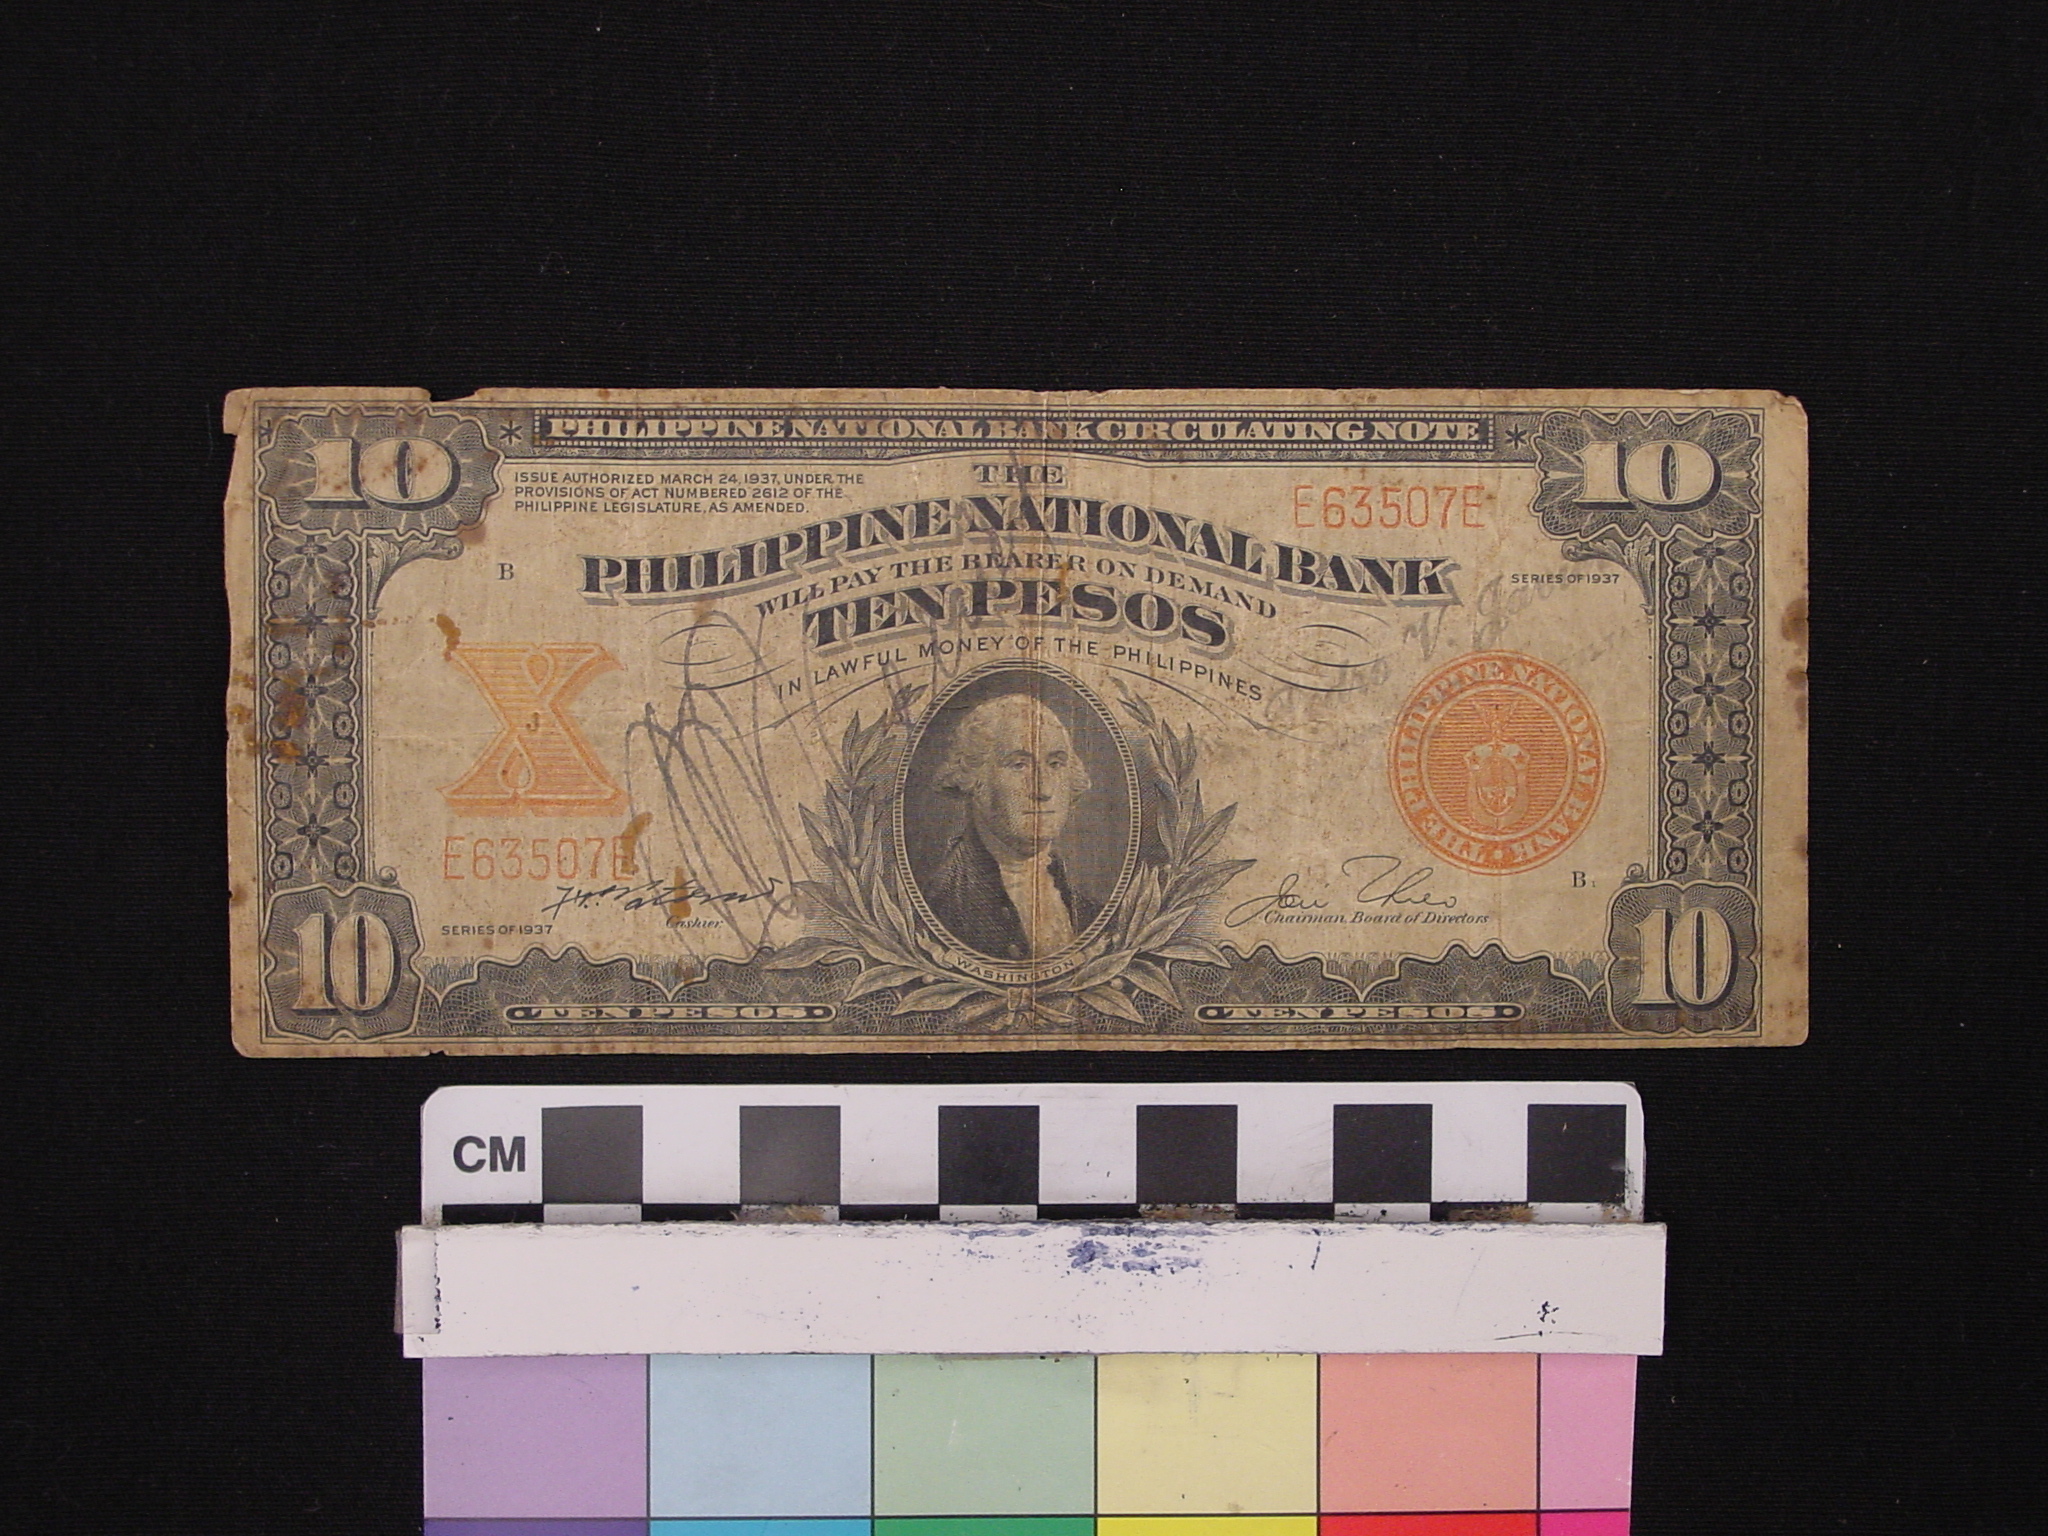 10 * PHILIPPINE NATIONAL BANK CIRCULATING NOTE * 10
ISSUE AUTHORIZED MARCH 24, 1937, UNDER THE
PROVISIONS OF ACT NUMBERED 2612 OF THE
PHILIPPINE LEGISLATURE, AS AMENDED.
THE
E63507E
PHILIPPINE NATIONAL BANK
B
SERIES OF 1937
WILL PAY THE BEARER ON DEMAND
TEN PESOS
IN LAWFUL MONEY OF THE PHILIPPINES
X
J
THE PHILIPPINE NATIONAL BANK
E63507E
B1
Cashier
Chairman, Board of Directors
SERIES OF 1937
WASHINGTON
10 TEN PESOS TEN PESOS 10
CM